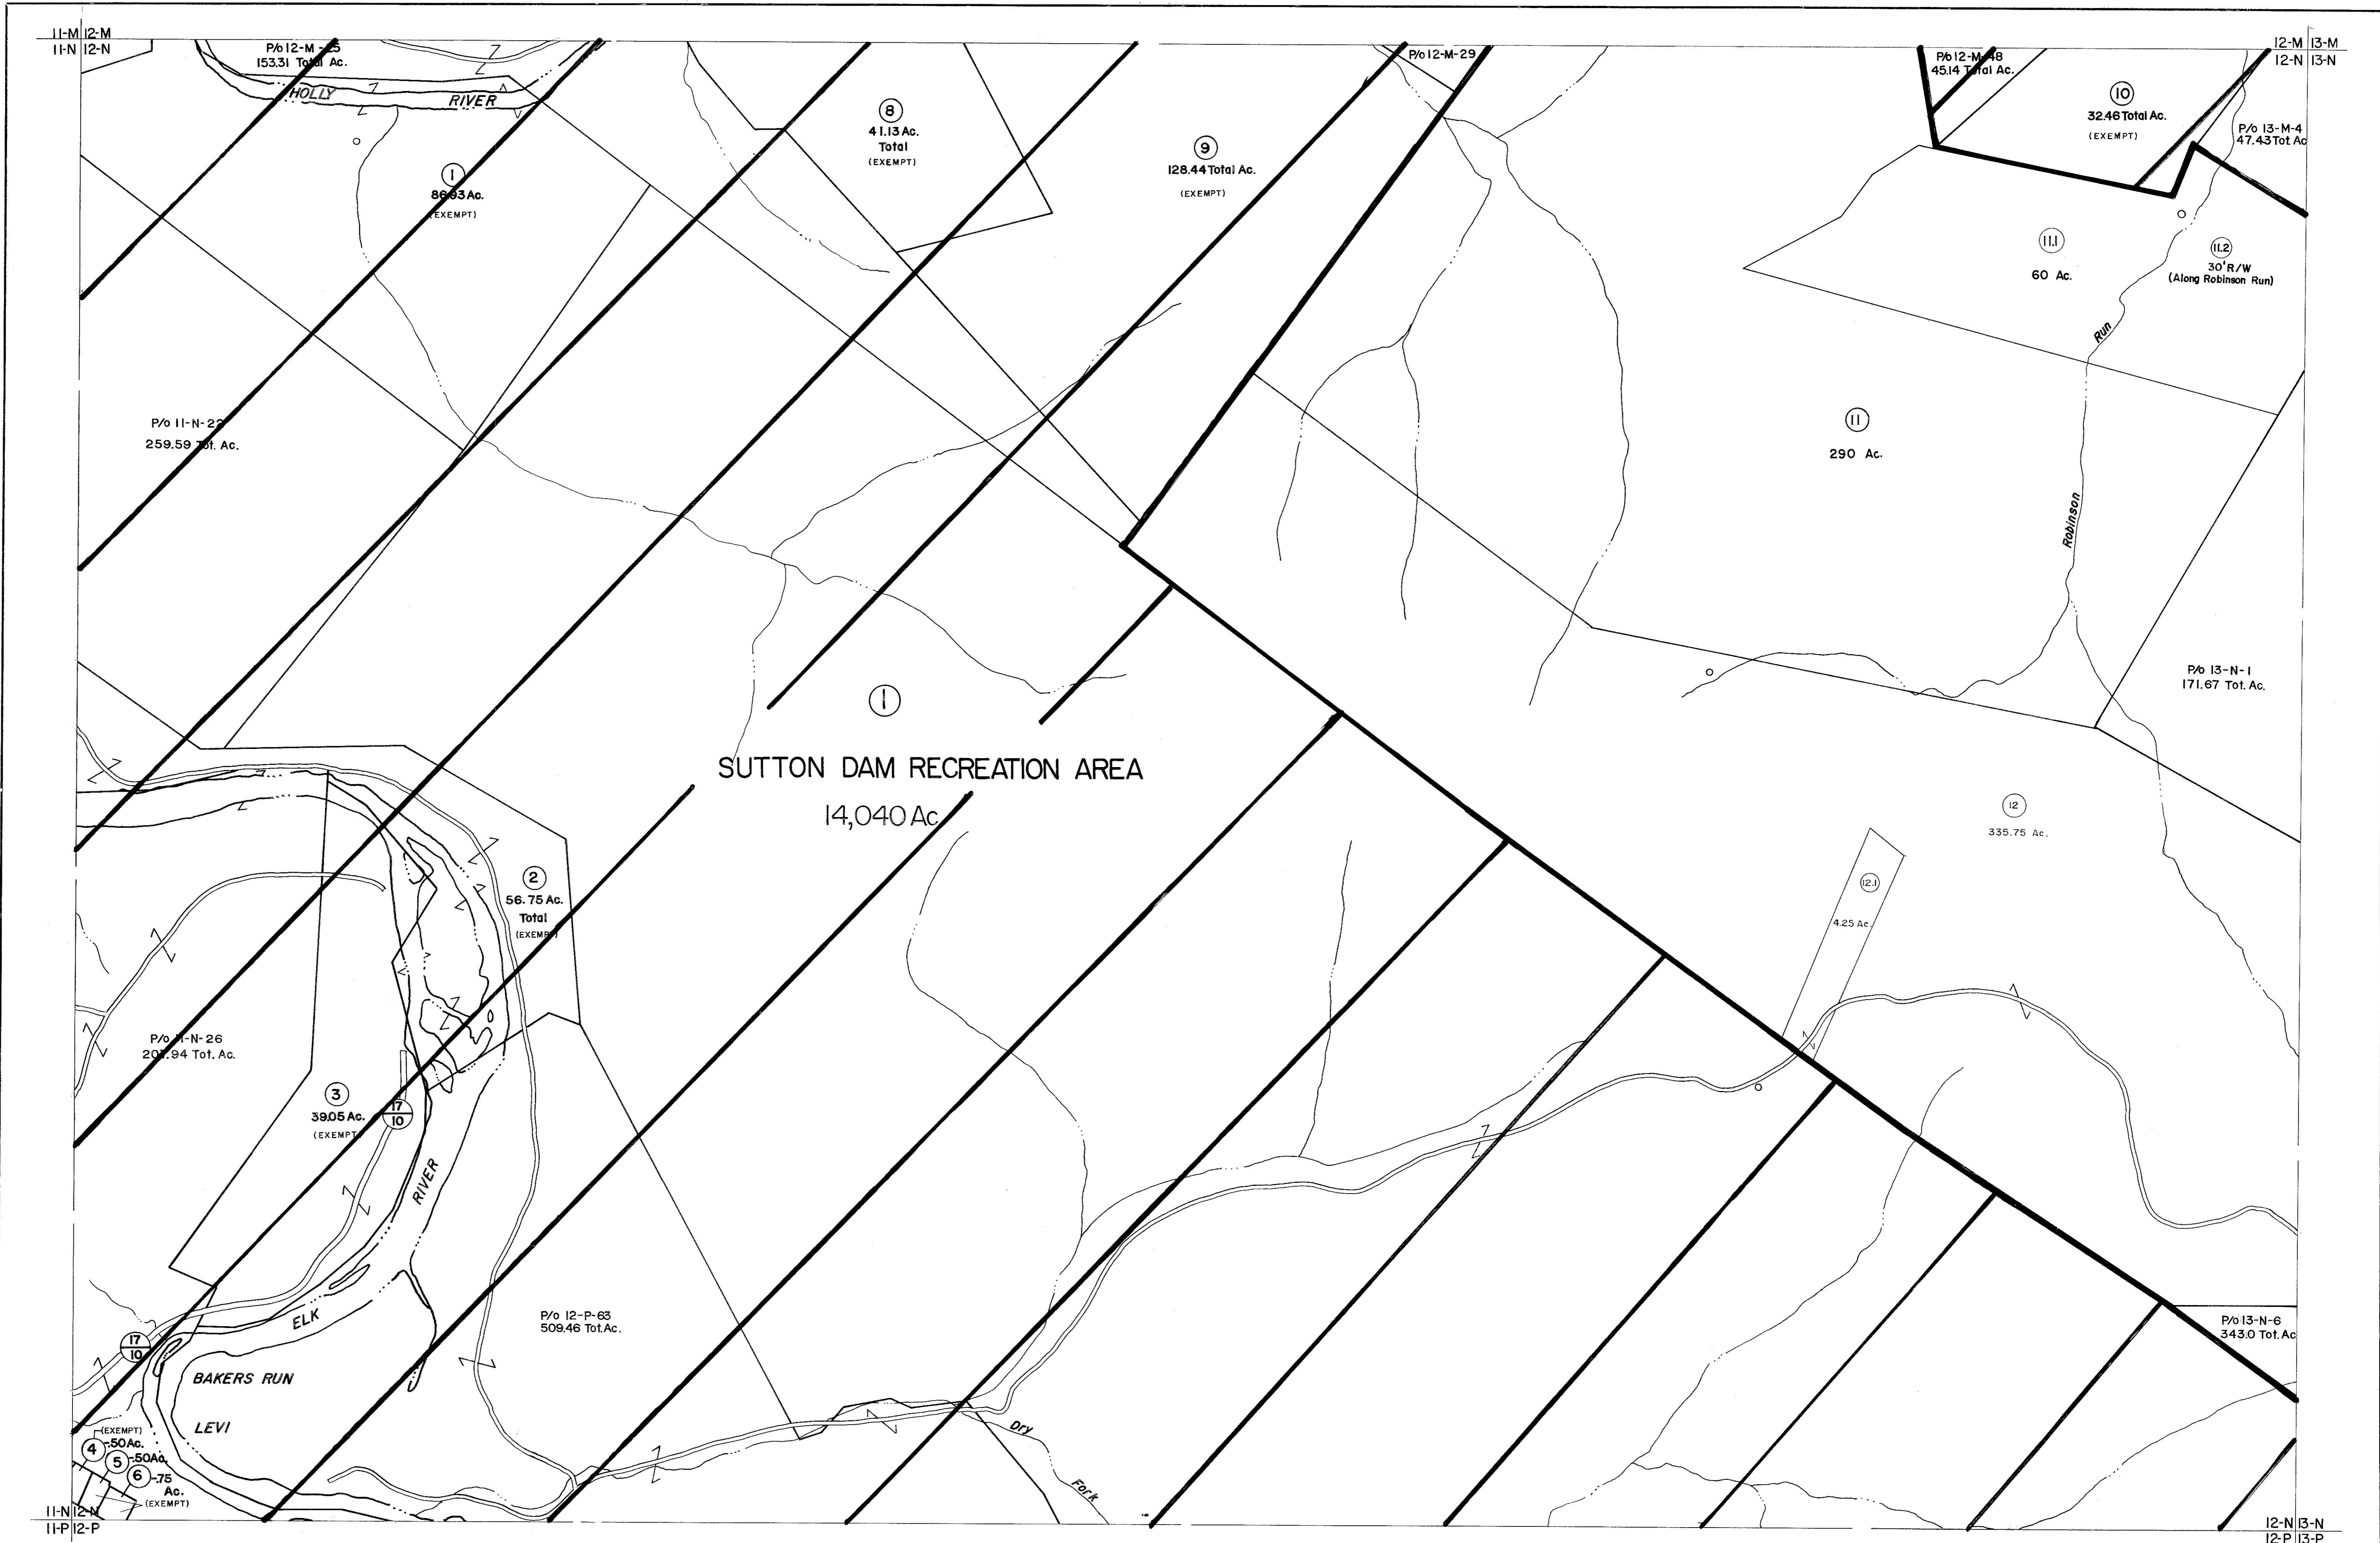 11-M 12-M
11-N 12-N
12-M 13-M
12-N 13-N
P/o 12-M-25
153.31 Total Ac.
HOLLY RIVER
1
86.93 Ac.
(EXEMPT)
8
41.13 Ac.
Total
(EXEMPT)
9
128.44 Total Ac.
(EXEMPT)
P/o 12-M-29
P/o 12-M-48
45.14 Total Ac.
10
32.46 Total Ac.
(EXEMPT)
P/o 13-M-4
47.43 Tot Ac
11.1
60 Ac.
11.2
30' R/W
(Along Robinson Run)
Robinson Run
P/o 11-N-22
259.59 Tot. Ac.
11
290 Ac.
P/o 13-N-1
171.67 Tot. Ac.
1
SUTTON DAM RECREATION AREA
14,040 Ac
2
56.75 Ac.
Total
(EXEMPT)
12
335.75 Ac.
12.1
4.25 Ac.
P/o 11-N-26
Tot. Ac.
3
39.05 Ac.
(EXEMPT)
17
10
ELK RIVER
P/o 12-P-63
509.46 Tot. Ac.
P/o 13-N-6
343.0 Tot. Ac
17
10
BAKERS RUN
LEVI
(EXEMPT)
4 .50 Ac.
5 .50 Ac.
6 .75
Ac.
(EXEMPT)
Dry Fork
11-N 12-N
11-P 12-P
12-N 13-N
12-P 13-P